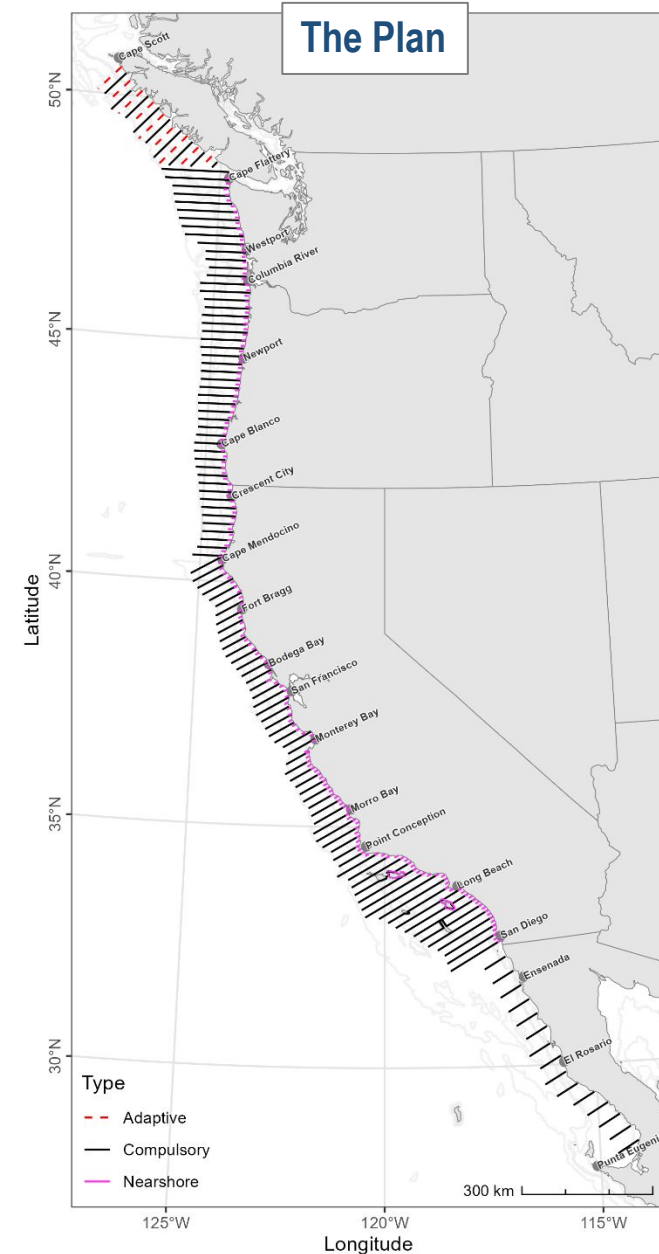 The Plan
Cape Scott
50°N
Cape Flattery
Westport
Columbia River
45°N
Newport
Cape Blanco
Crescent City
Cape Mendocino
40°N
Fort Bragg
Bodega Bay
San Francisco
Monterey Bay
Latitude
35°N
Morro Bay
Point Conception
Long Beach
San Diego
Ensenada
30°N
El Rosario
Type
Adaptive
Compulsory
Nearshore
Punta Eugeni
300 km
125°W
120°W
115°W
Longitude